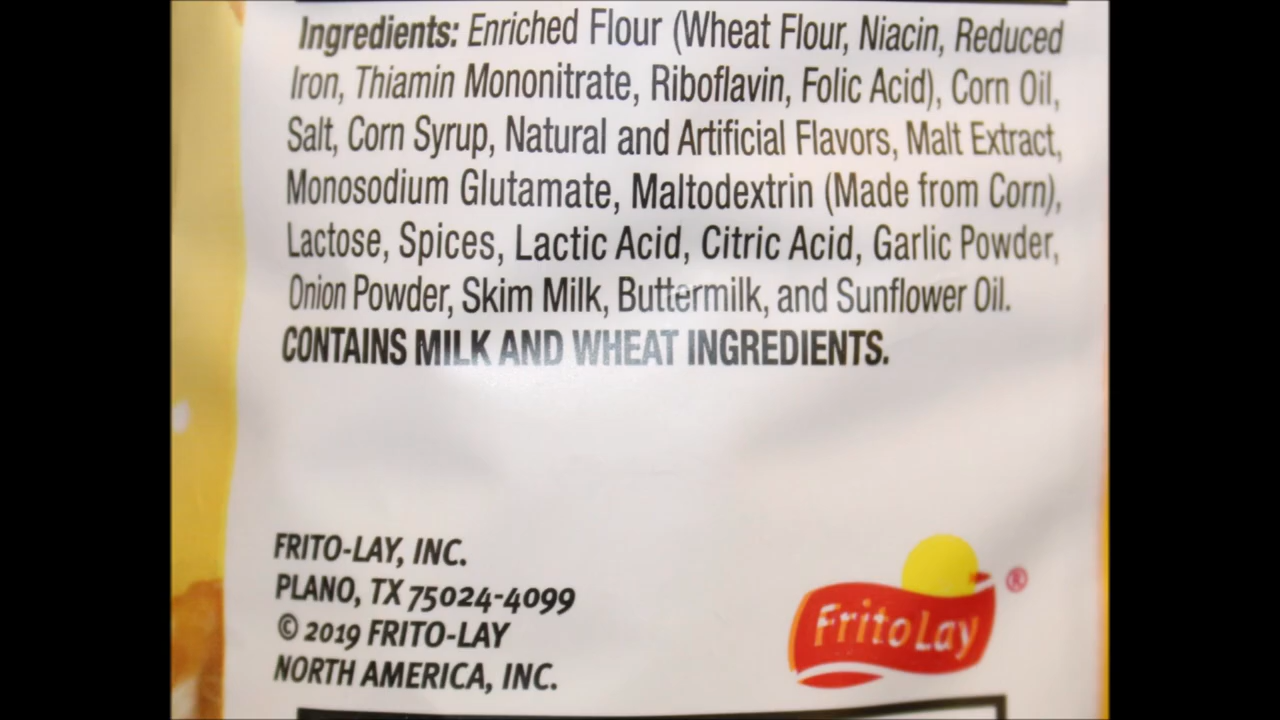 Ingredients: Enriched Flour (Wheat Flour, Niacin, Reduced
Iron, Thiamin Mononitrate, Riboflavin, Folic Acid), Corn Oil,
Salt, Corn Syrup, Natural and Artificial Flavors, Malt Extract,
Monosodium Glutamate, Maltodextrin (Made from Corn),
Lactose, Spices, Lactic Acid, Citric Acid, Garlic Powder,
Onion Powder, Skim Milk, Buttermilk, and Sunflower Oil.
CONTAINS MILK AND WHEAT INGREDIENTS.
FRITO-LAY, INC.
PLANO, TX 75024-4099
© 2019 FRITO-LAY
NORTH AMERICA, INC.
FritoLay ®